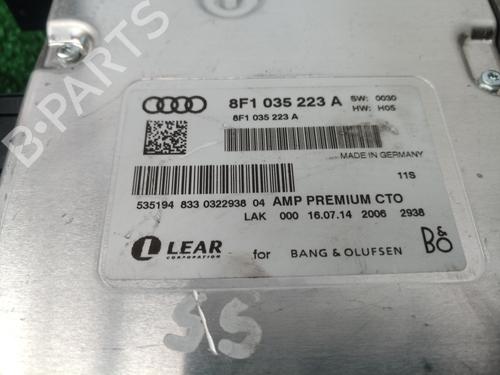 B-PARTS
8F1 035 223 A SW: 0030
8F1 035 223 A HW: H05
MADE IN GERMANY
11S
535194 833 0322938 04 AMP PREMIUM CTO
LAK 000 16.07.14 2006 2938
LEAR for BANG & OLUFSEN B&O
CORPORATION
SS